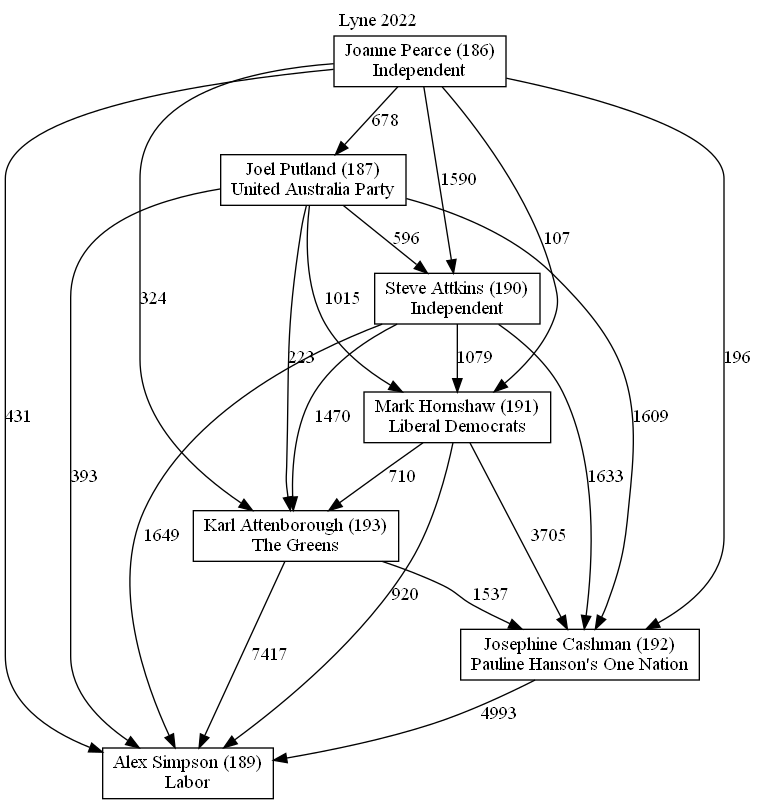 Lyne 2022
Joanne Pearce (186)
Independent
678
Joel Putland (187)
United Australia Party
1590
596
107
Steve Attkins (190)
Independent
324
1015
223
1079
196
Mark Hornshaw (191)
Liberal Democrats
431
1470
1609
393
710
1633
Karl Attenborough (193)
The Greens
1649
3705
920
1537
Josephine Cashman (192)
Pauline Hanson's One Nation
7417
4993
Alex Simpson (189)
Labor